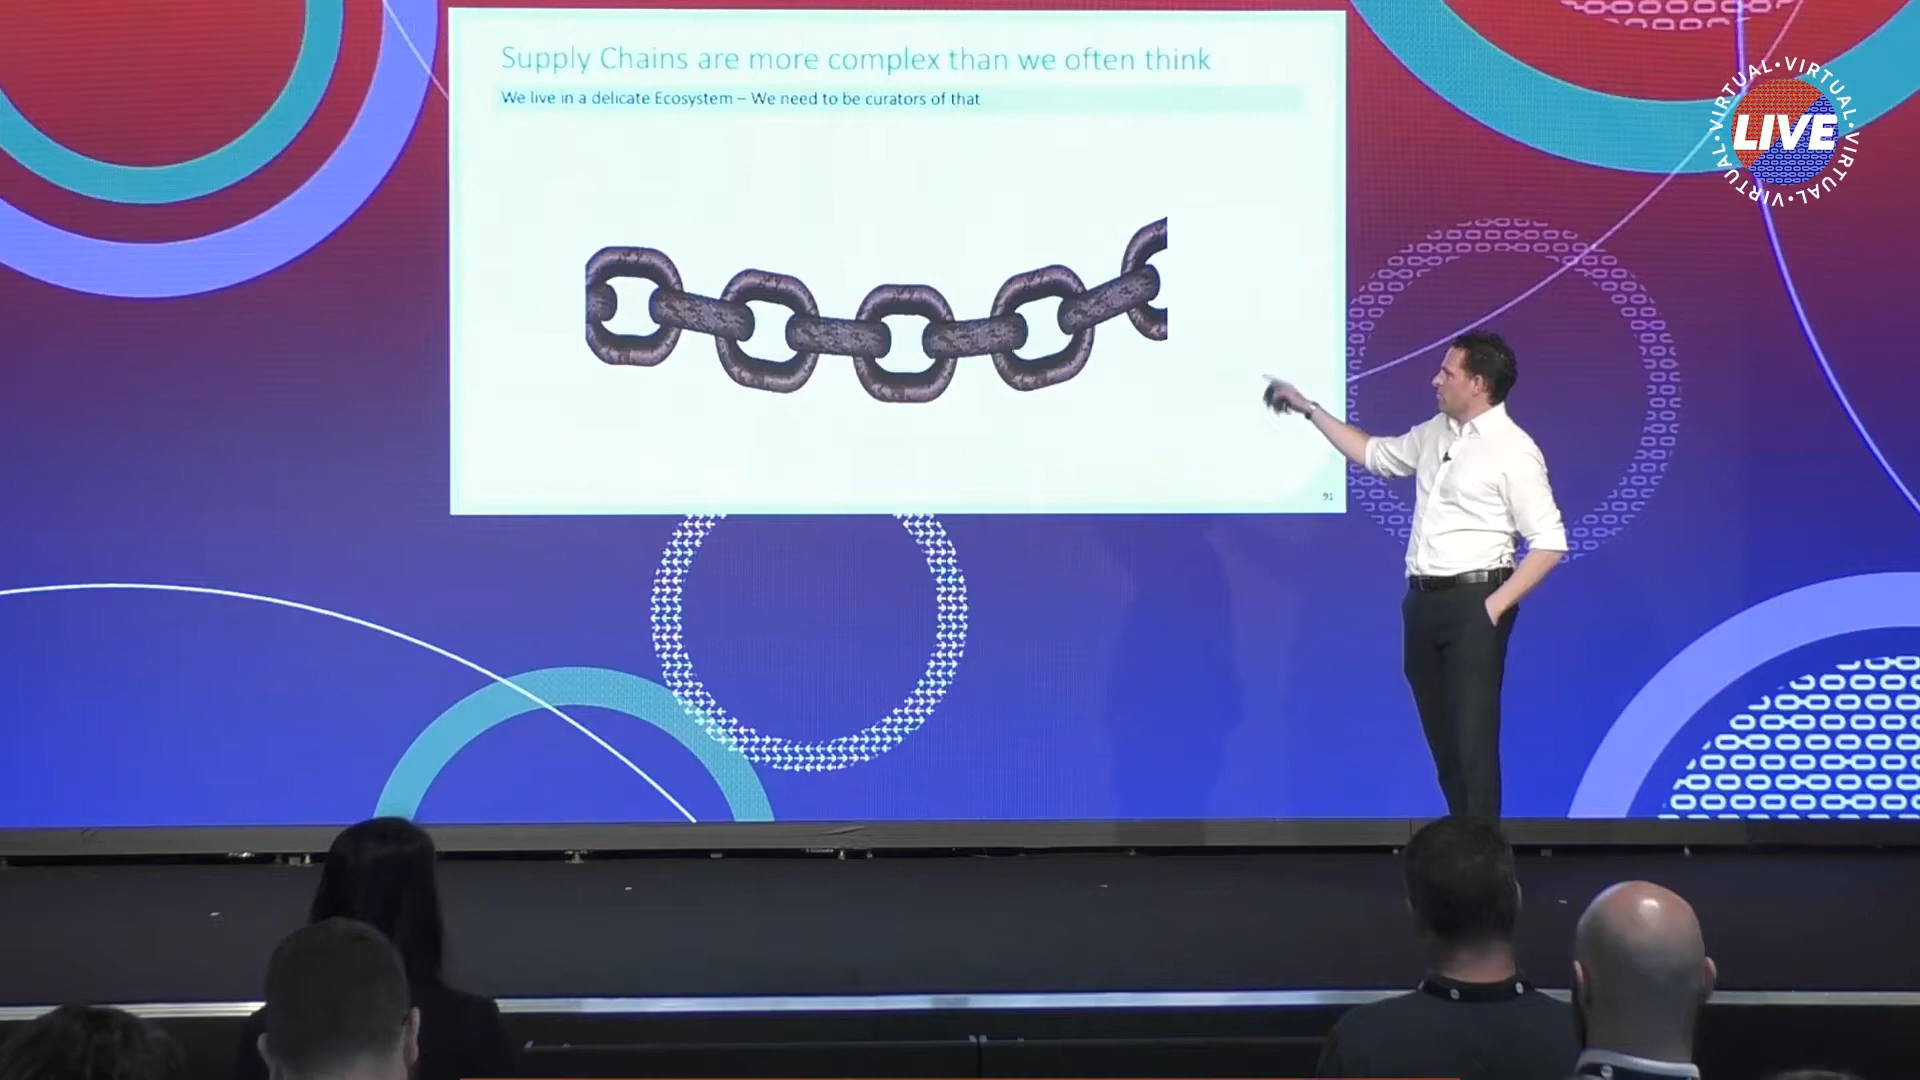 Supply Chains are more complex than we often think
We live in a delicate Ecosystem – We need to be curators of that
91
VIRTUAL • VIRTUAL • VIRTUAL • VIRTUAL •
LIVE